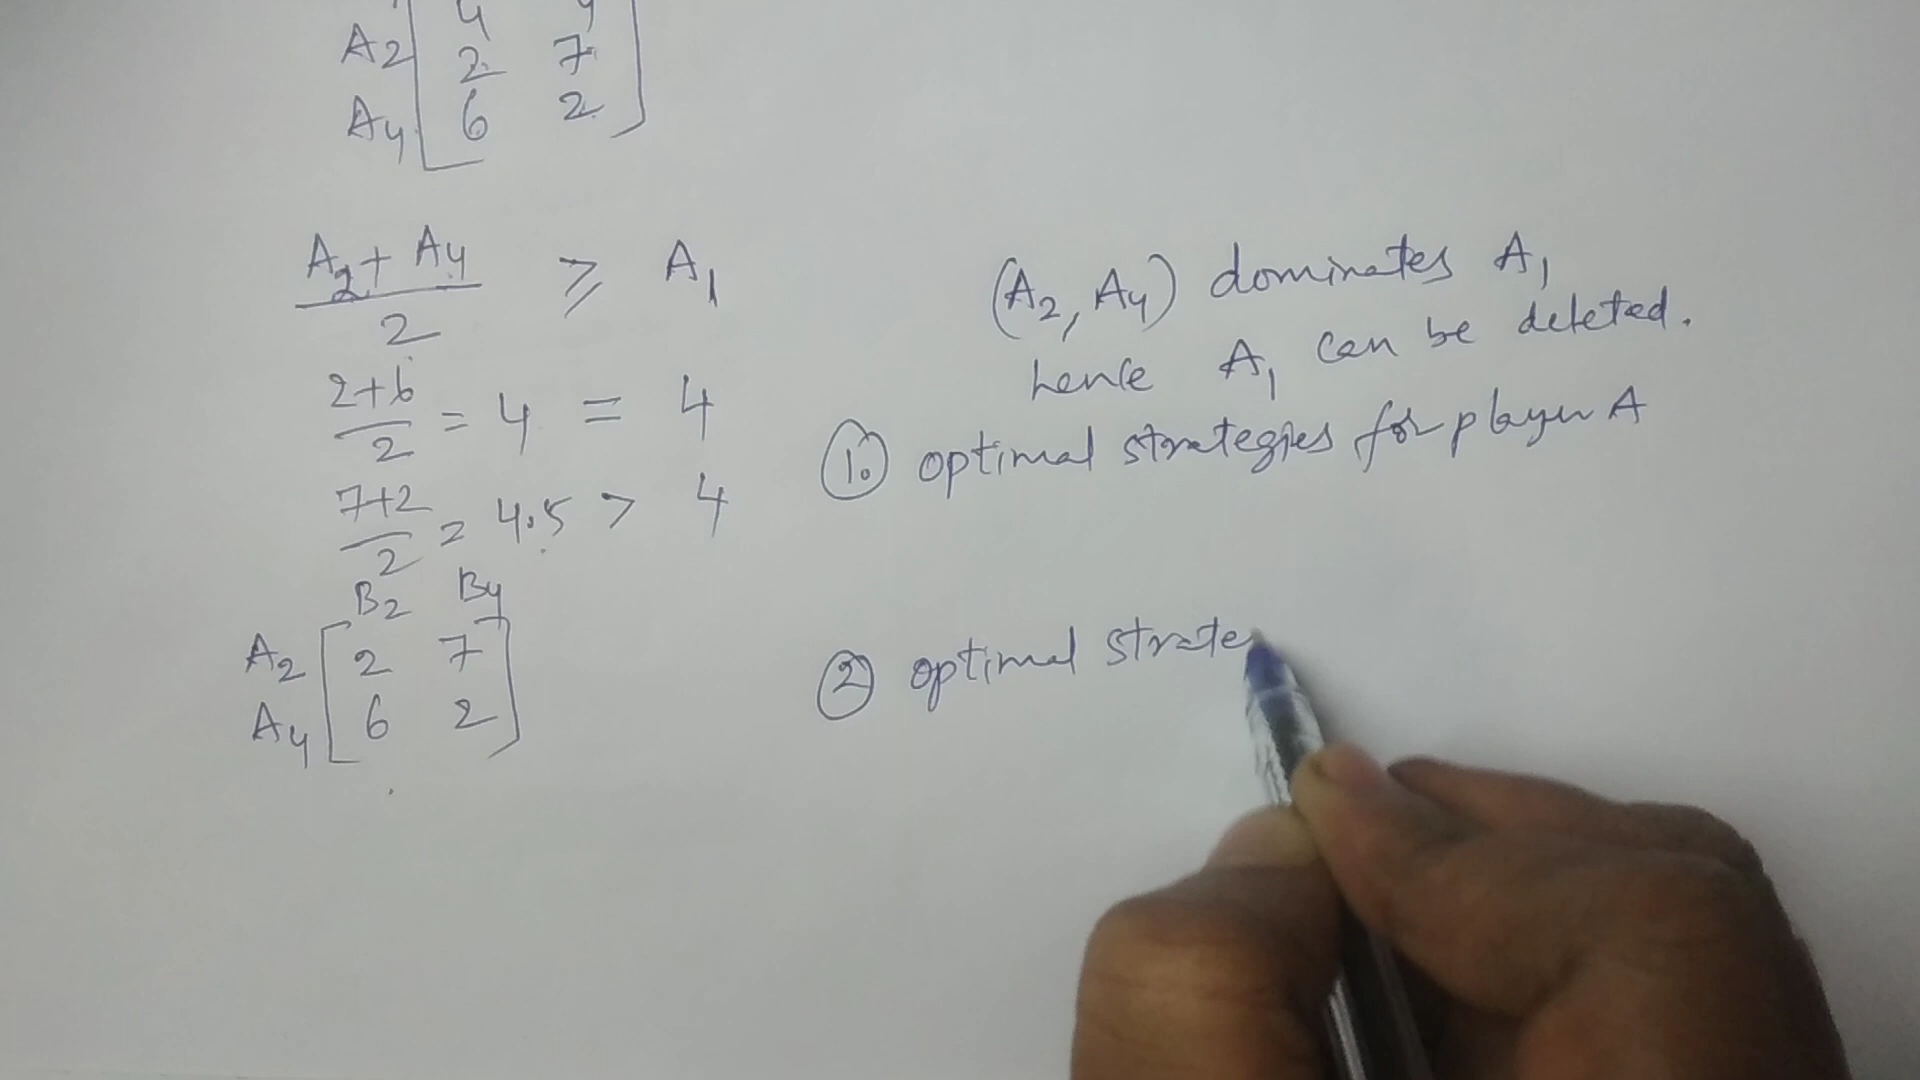 4 4
A2 2 7
A4 6 2
A2 + A4 / 2 ≥ A1
(A2, A4) dominates A1
hence A1 can be deleted.
2+6 / 2 = 4 = 4
① optimal strategies for player A
7+2 / 2 = 4.5 > 4
B2 B4
A2 2 7
A4 6 2
② optimal strate